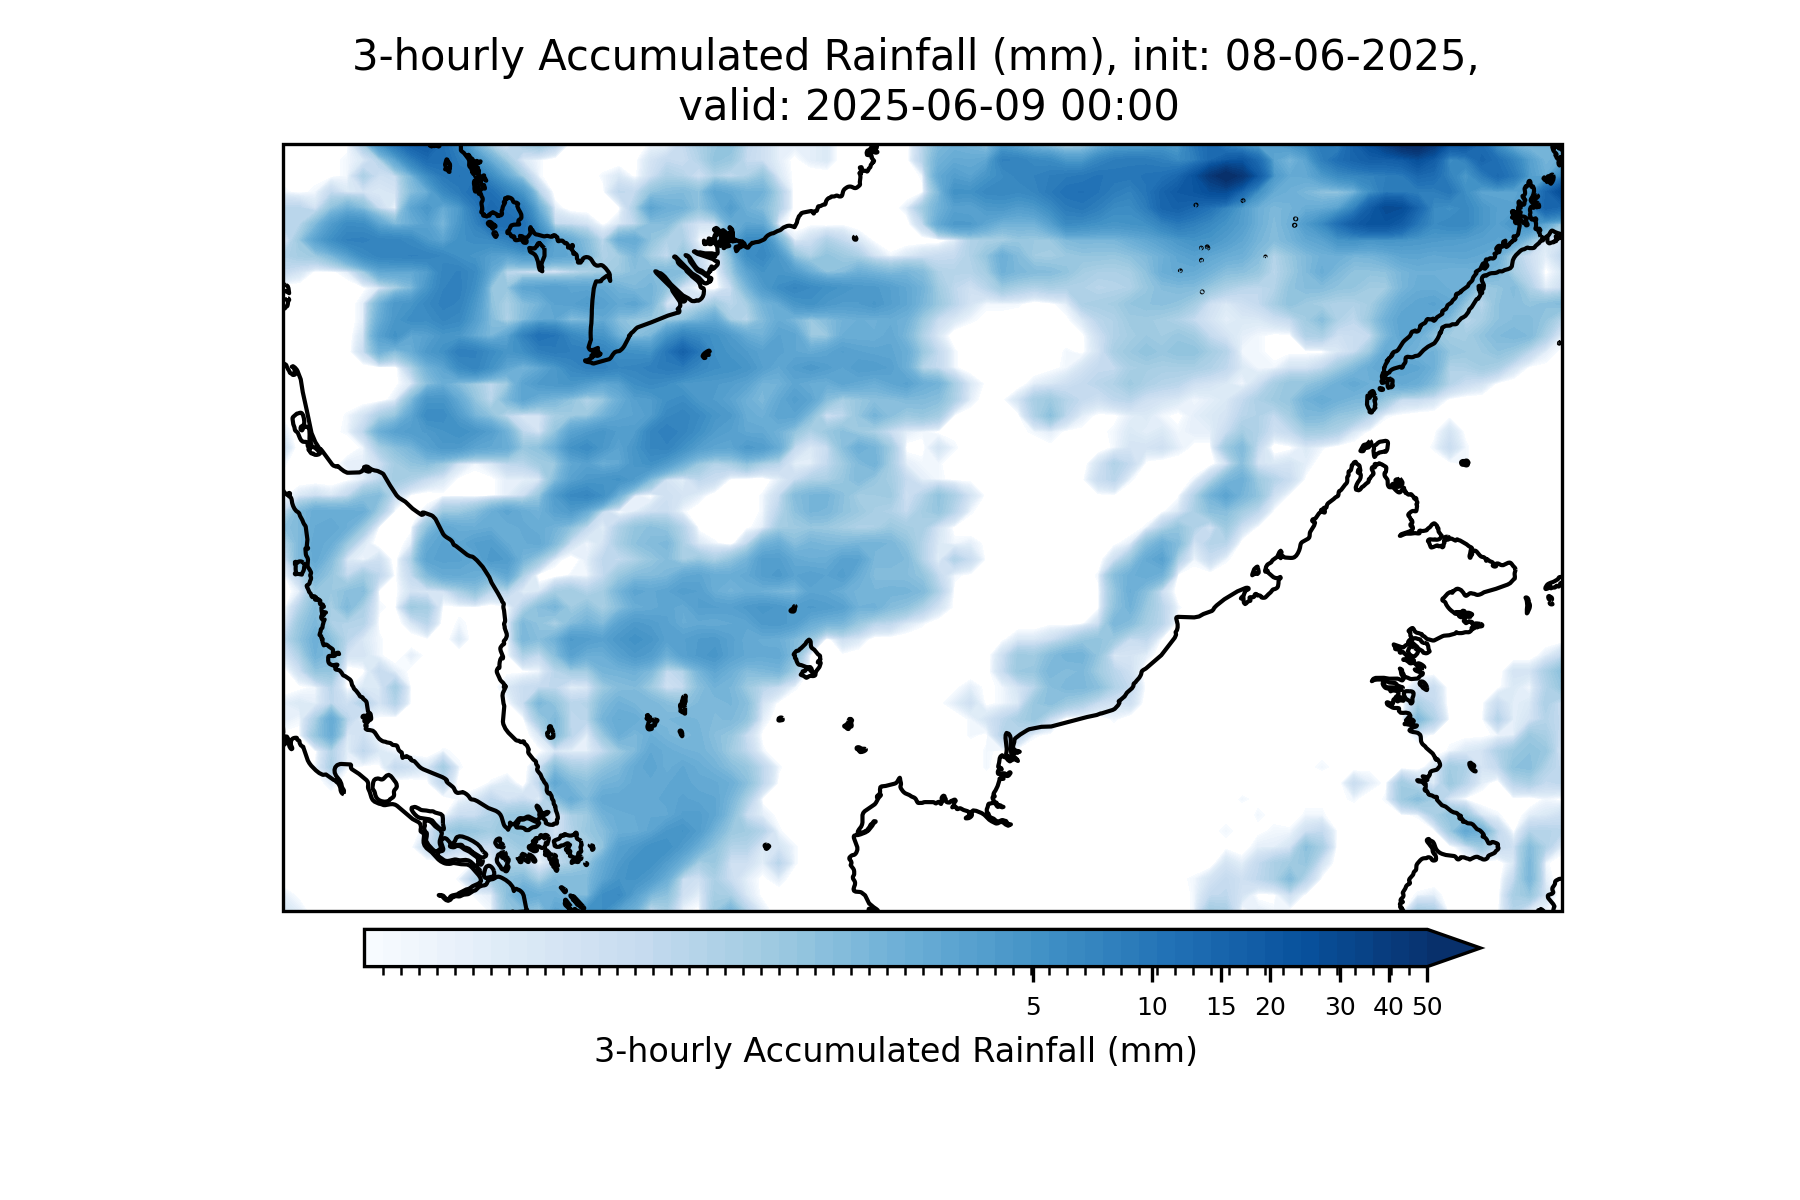 3-hourly Accumulated Rainfall (mm), init: 08-06-2025,
valid: 2025-06-09 00:00
5 10 15 20 30 40 50
3-hourly Accumulated Rainfall (mm)